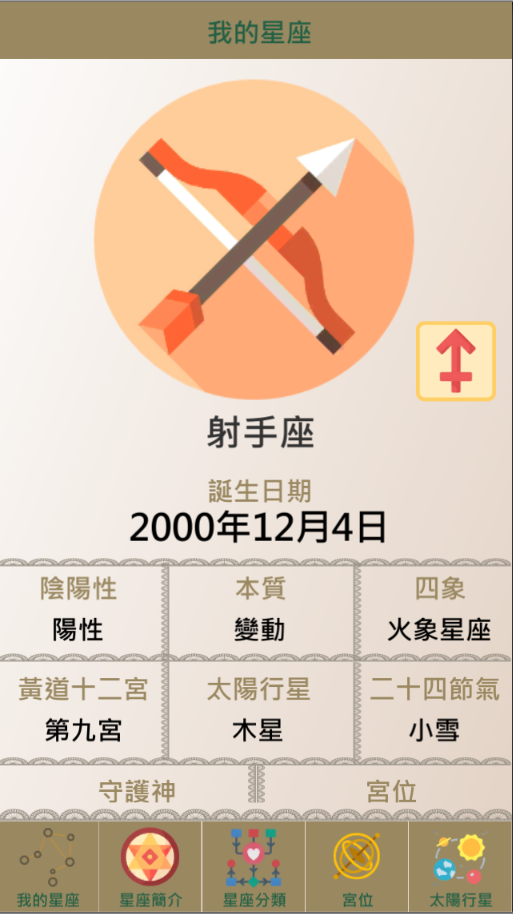 我的星座
射手座
誕生日期
2000年12月4日
陰陽性 本質 四象
陽性 變動 火象星座
黃道十二宮 太陽行星 二十四節氣
第九宮 木星 小雪
守護神 宮位
我的星座 星座簡介 星座分類 宮位 太陽行星